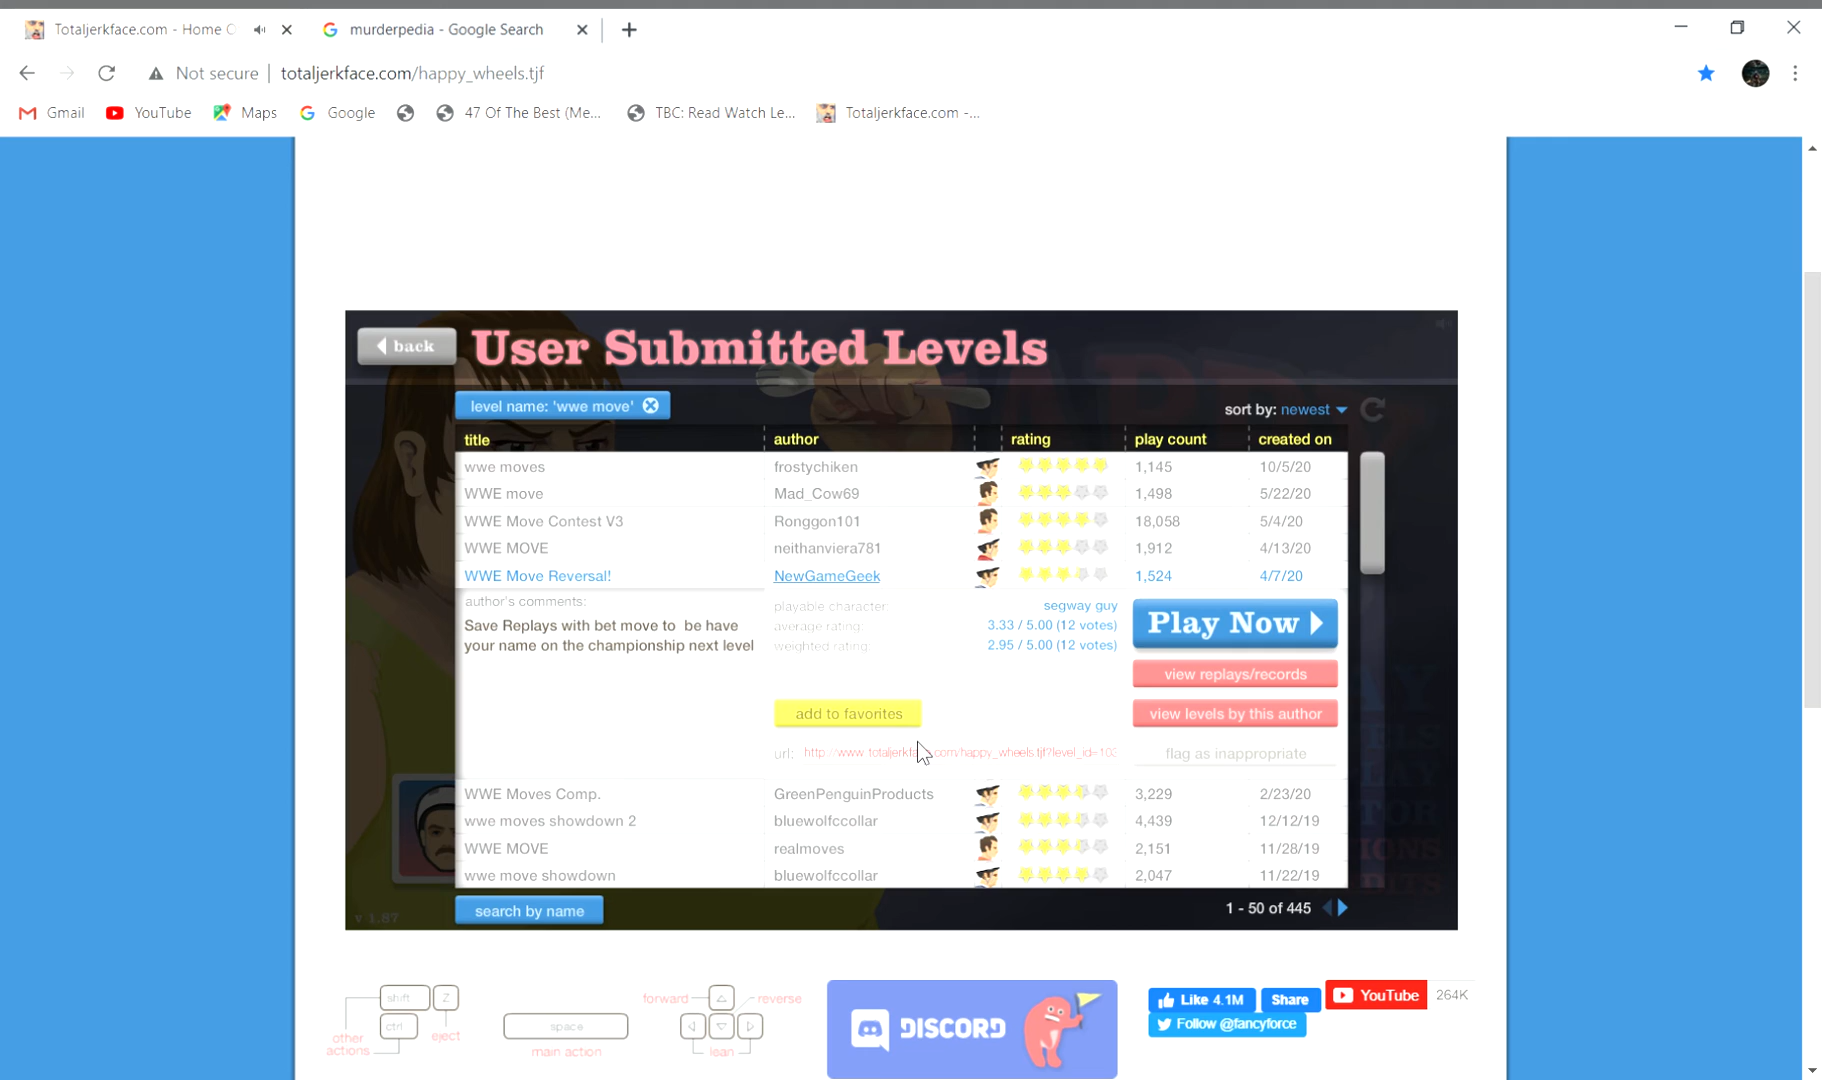 Totaljerkface.com - Home
murderpedia - Google Search
Not secure | totaljerkface.com/happy_wheels.tjf
Gmail YouTube Maps Google 47 Of The Best (Me... TBC: Read Watch Le... Totaljerkface.com -...
back
User Submitted Levels
level name: 'wwe move'
sort by: newest
title author rating play count created on
wwe moves frostychiken 1,145 10/5/20
WWE move Mad_Cow69 1,498 5/22/20
WWE Move Contest V3 Ronggon101 18,058 5/4/20
WWE MOVE neithanviera781 1,912 4/13/20
WWE Move Reversal! NewGameGeek 1,524 4/7/20
author's comments:
Save Replays with bet move to be have
your name on the championship next level
playable character: segway guy
average rating: 3.33 / 5.00 (12 votes)
weighted rating: 2.95 / 5.00 (12 votes)
add to favorites
Play Now
view replays/records
view levels by this author
flag as inappropriate
WWE Moves Comp. GreenPenguinProducts 3,229 2/23/20
wwe moves showdown 2 bluewolfccollar 4,439 12/12/19
WWE MOVE realmoves 2,151 11/28/19
wwe move showdown bluewolfccollar 2,047 11/22/19
v 1.87
search by name
1 - 50 of 445
shift Z
ctrl
other
actions
eject
space
main action
forward
reverse
lean
DISCORD
Like 4.1M Share YouTube 264K
Follow @fancyforce